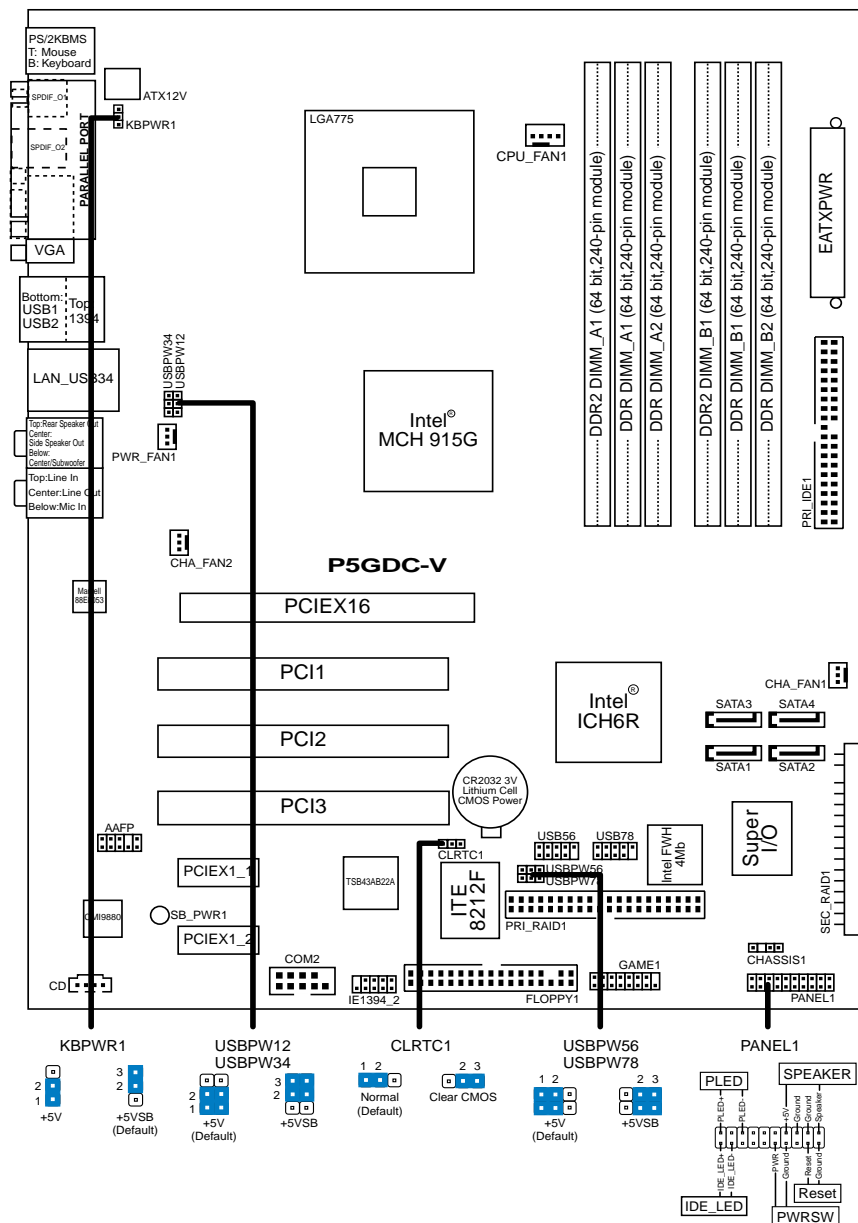 PS/2KBMS
T: Mouse
B: Keyboard
SPDIF_O1
SPDIF_O2
PARALLEL PORT
ATX12V
KBPWR1
VGA
Bottom:
USB1
USB2
Top:
1394
LAN_USB34
Top:Rear Speaker Out
Center:
Side Speaker Out
Below:
Center/Subwoofer
Top:Line In
Center:Line Out
Below:Mic In
USBPW34
USBPW12
PWR_FAN1
CHA_FAN2
LGA775
CPU_FAN1
DDR2 DIMM_A1 (64 bit,240-pin module)
DDR DIMM_A1 (64 bit,240-pin module)
DDR DIMM_A2 (64 bit,240-pin module)
DDR2 DIMM_B1 (64 bit,240-pin module)
DDR DIMM_B1 (64 bit,240-pin module)
DDR DIMM_B2 (64 bit,240-pin module)
EATXPWR
PRI_IDE1
Intel®
MCH 915G
P5GDC-V
PCIEX16
PCI1
PCI2
PCI3
PCIEX1_1
PCIEX1_2
Intel®
ICH6R
CHA_FAN1
SATA3
SATA4
SATA1
SATA2
CR2032 3V
Lithium Cell
CMOS Power
CLRTC1
USB56
USB78
USBPW56
Intel FWH
4Mb
Super
I/O
SEC_RAID1
AAFP
TSB43AB22A
ITE
8212F
PRI_RAID1
SB_PWR1
CD
COM2
IE1394_2
FLOPPY1
GAME1
CHASSIS1
PANEL1
KBPWR1
2
1
+5V
3
2
+5VSB
(Default)
USBPW12
USBPW34
2
1
+5V
(Default)
3
2
+5VSB
CLRTC1
1 2
Normal
(Default)
2 3
Clear CMOS
USBPW56
USBPW78
1 2
+5V
(Default)
2 3
+5VSB
PANEL1
PLED
SPEAKER
PLED+
PLED-
+5V
Ground
Ground
Speaker
IDE_LED+
IDE_LED-
PWR
Ground
Reset
Ground
IDE_LED
Reset
PWRSW